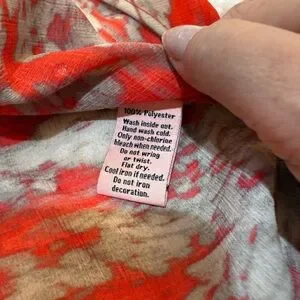 100% Polyester
Wash inside out.
Hand wash cold.
Only non-chlorine
bleach when needed.
Do not wring
or twist.
Flat dry.
Cool iron if needed.
Do not iron
decoration.